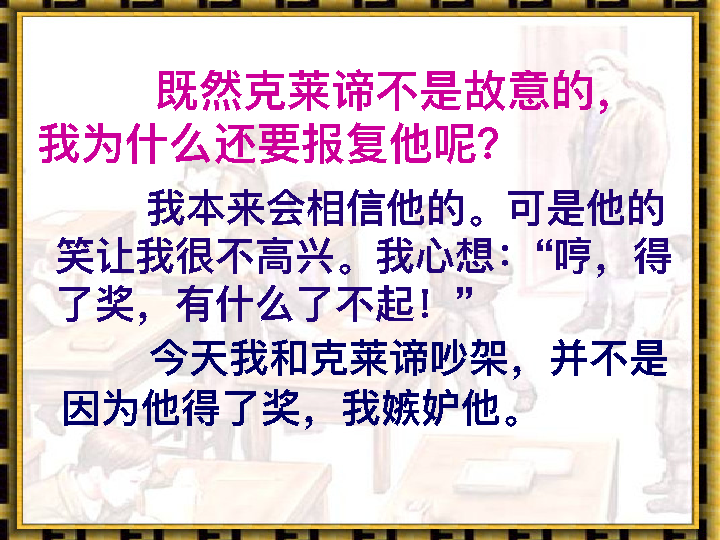 既然克莱谛不是故意的，
我为什么还要报复他呢？
我本来会相信他的。可是他的
笑让我很不高兴。我心想：“哼，得
了奖，有什么了不起！”
今天我和克莱谛吵架，并不是
因为他得了奖，我嫉妒他。